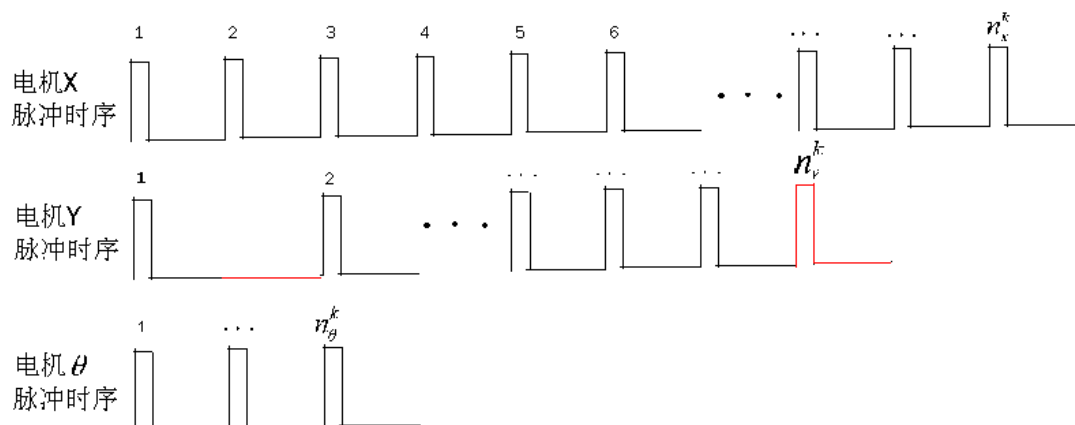 1 2 3 4 5 6 ... ... n_x^k
电机X
脉冲时序
...
1 2 ... ... ... n_y^k
电机Y
脉冲时序
...
1 ... n_θ^k
电机θ
脉冲时序